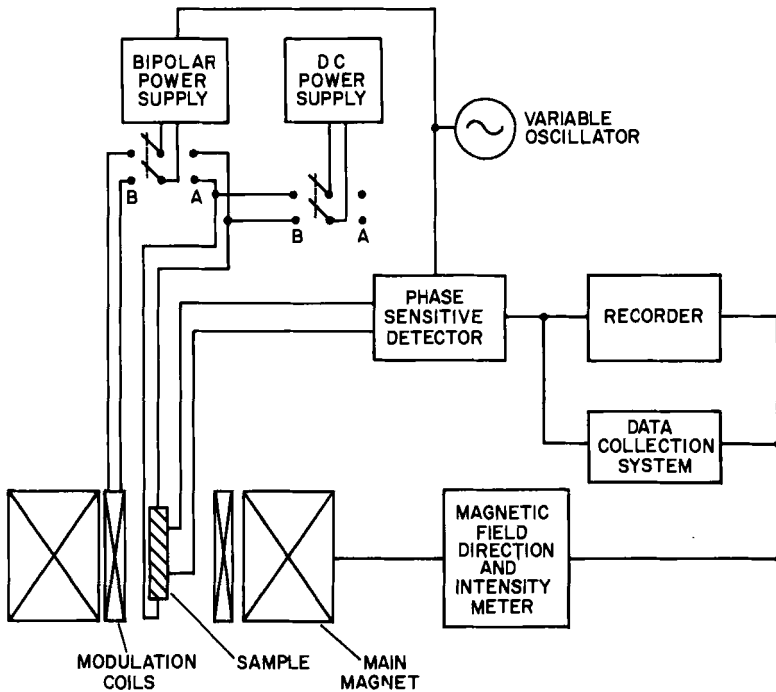 BIPOLAR
POWER
SUPPLY
DC
POWER
SUPPLY
VARIABLE
OSCILLATOR
B
A
B
A
PHASE
SENSITIVE
DETECTOR
RECORDER
DATA
COLLECTION
SYSTEM
MAGNETIC
FIELD
DIRECTION
AND
INTENSITY
METER
MODULATION
COILS
SAMPLE
MAIN
MAGNET